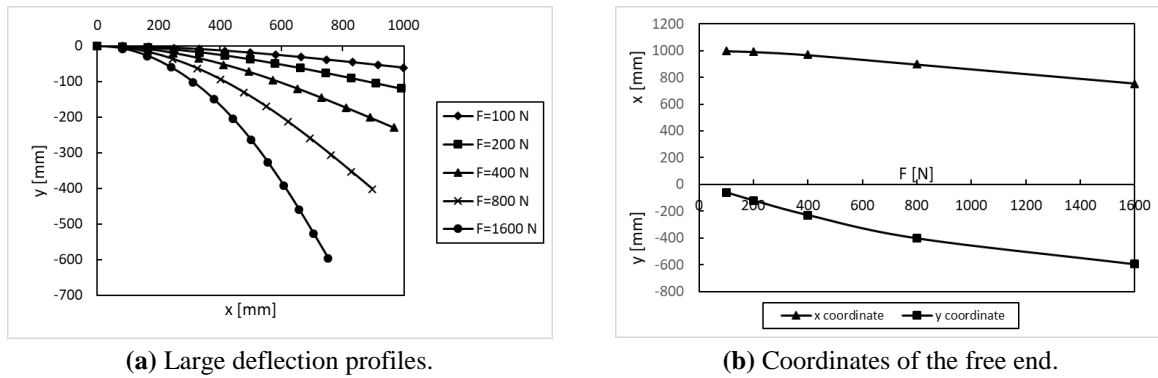 0 200 400 600 800 1000
0
-100
-200
-300
-400
-500
-600
-700
y [mm]
x [mm]
F=100 N
F=200 N
F=400 N
F=800 N
F=1600 N
(a) Large deflection profiles.
1200
1000
800
600
400
200
0
-200
-400
-600
-800
x [mm]
y [mm]
F [N]
0 200 400 600 800 1000 1200 1400 1600
x coordinate y coordinate
(b) Coordinates of the free end.